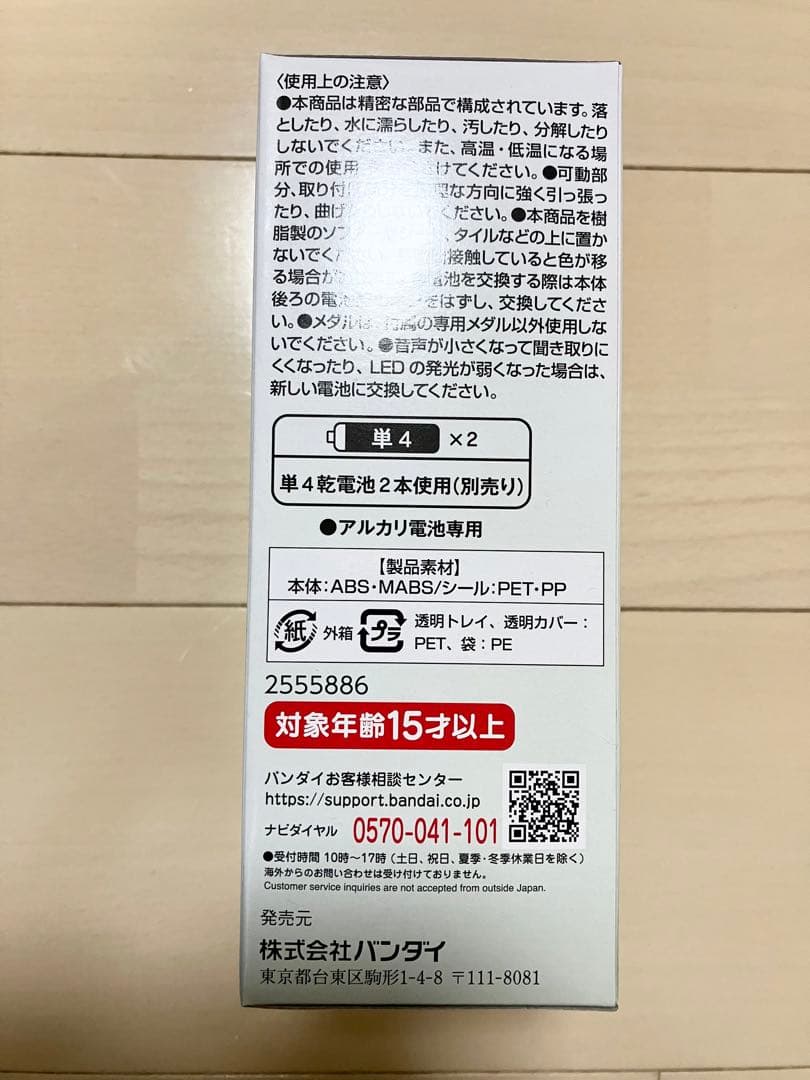 〈使用上の注意〉
●本商品は精密な部品で構成されています。落
としたり、水に濡らしたり、汚したり、分解したり
しないでください。また、高温・低温になる場
所での使用 けてください。●可動部
分、取り付け な方向に強く引っ張っ
たり、曲げ ください。●本商品を樹
脂製のソフ 、タイルなどの上に置か
ないでくだ 接触していると色が移
る場合が 電池を交換する際は本体
後ろの電池 をはずし、交換してくださ
い。●メダルは、付属の専用メダル以外使用しな
いでください。●音声が小さくなって聞き取りに
くくなったり、LEDの発光が弱くなった場合は、
新しい電池に交換してください。
単4 ×2
単4乾電池2本使用(別売り)
●アルカリ電池専用
【製品素材】
本体:ABS・MABS/シール:PET・PP
紙 外箱 プラ 透明トレイ、透明カバー:
PET、袋:PE
2555886
対象年齢15才以上
バンダイお客様相談センター
https://support.bandai.co.jp
ナビダイヤル 0570-041-101
●受付時間 10時〜17時(土日、祝日、夏季・冬季休業日を除く)
海外からのお問い合わせは受け付けておりません。
Customer service inquiries are not accepted from outside Japan.
発売元
株式会社バンダイ
東京都台東区駒形1-4-8 〒111-8081